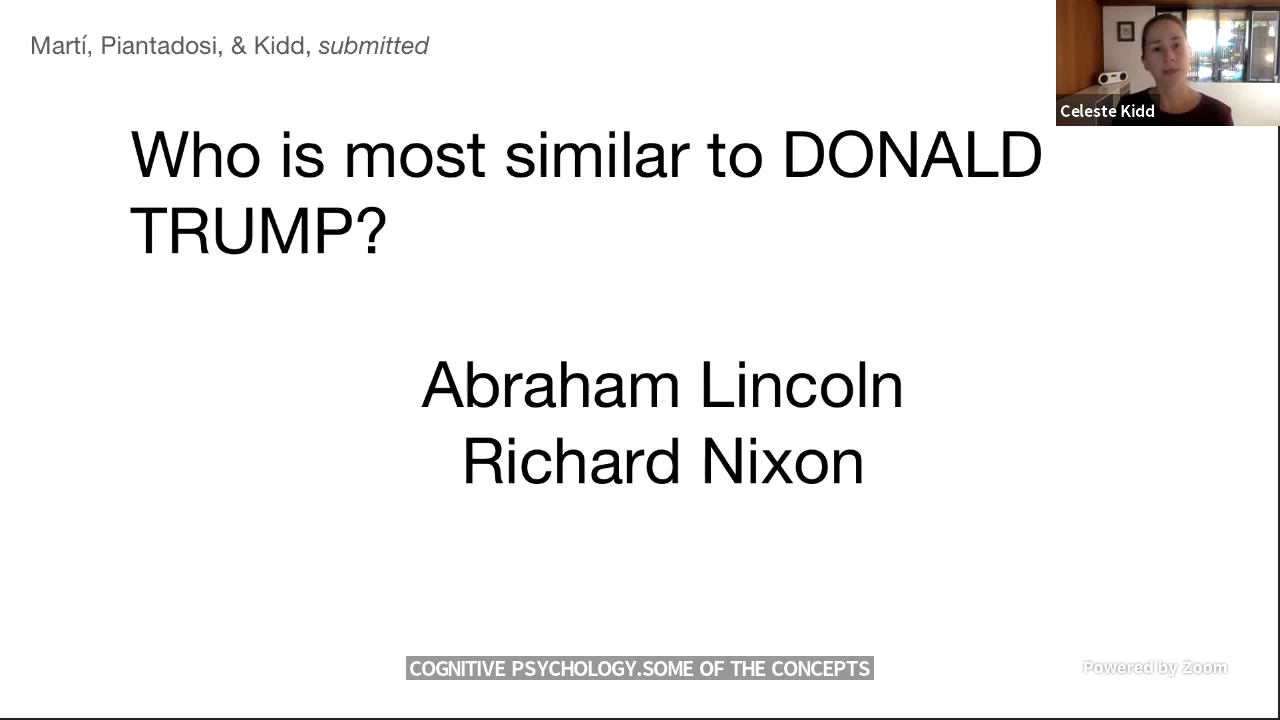 Martí, Piantadosi, & Kidd, submitted
Celeste Kidd
Who is most similar to DONALD
TRUMP?
Abraham Lincoln
Richard Nixon
COGNITIVE PSYCHOLOGY.SOME OF THE CONCEPTS
Powered by Zoom